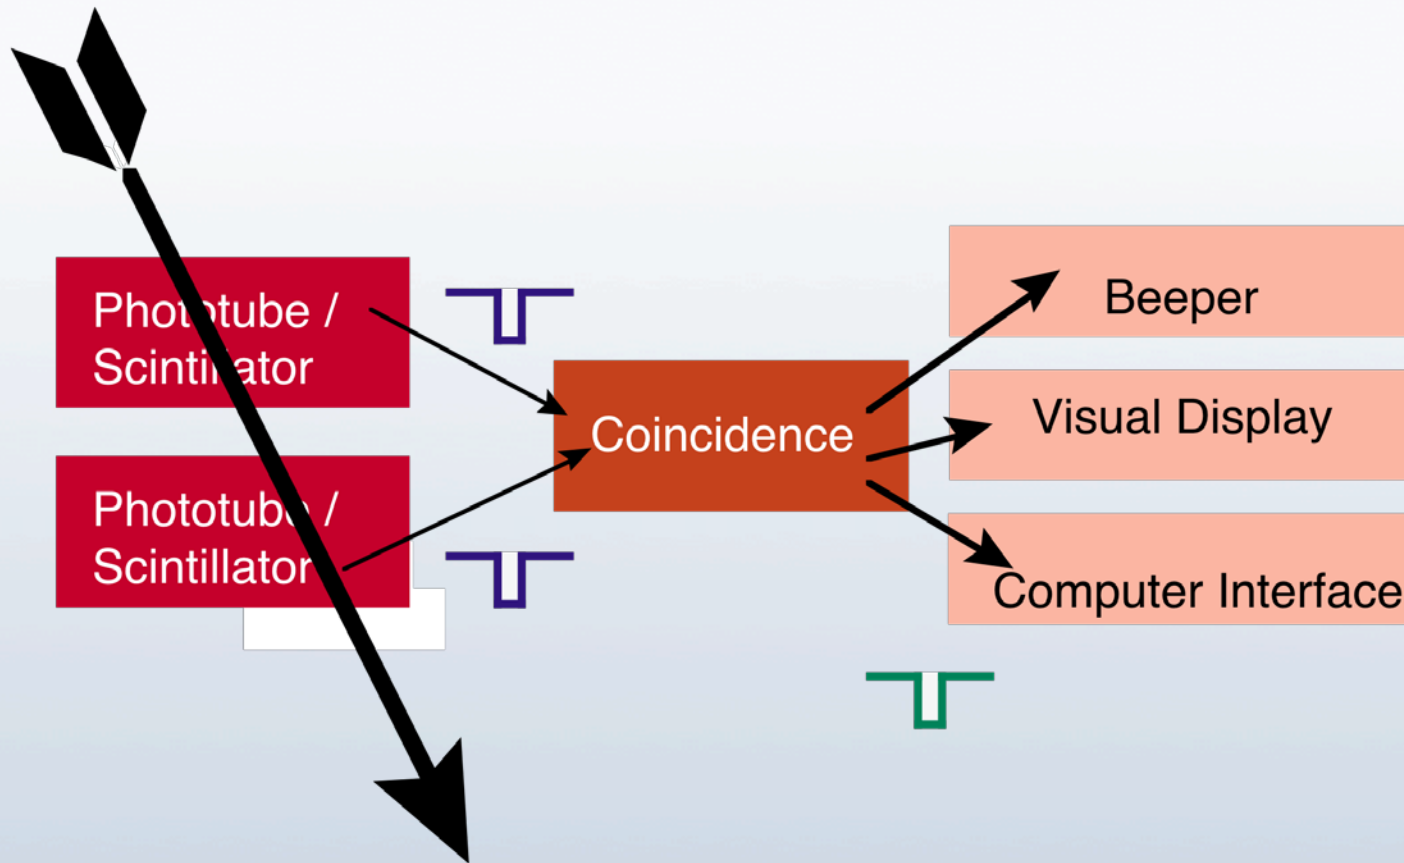 Phototube /
Scintillator
Phototube /
Scintillator
Coincidence
Beeper
Visual Display
Computer Interface